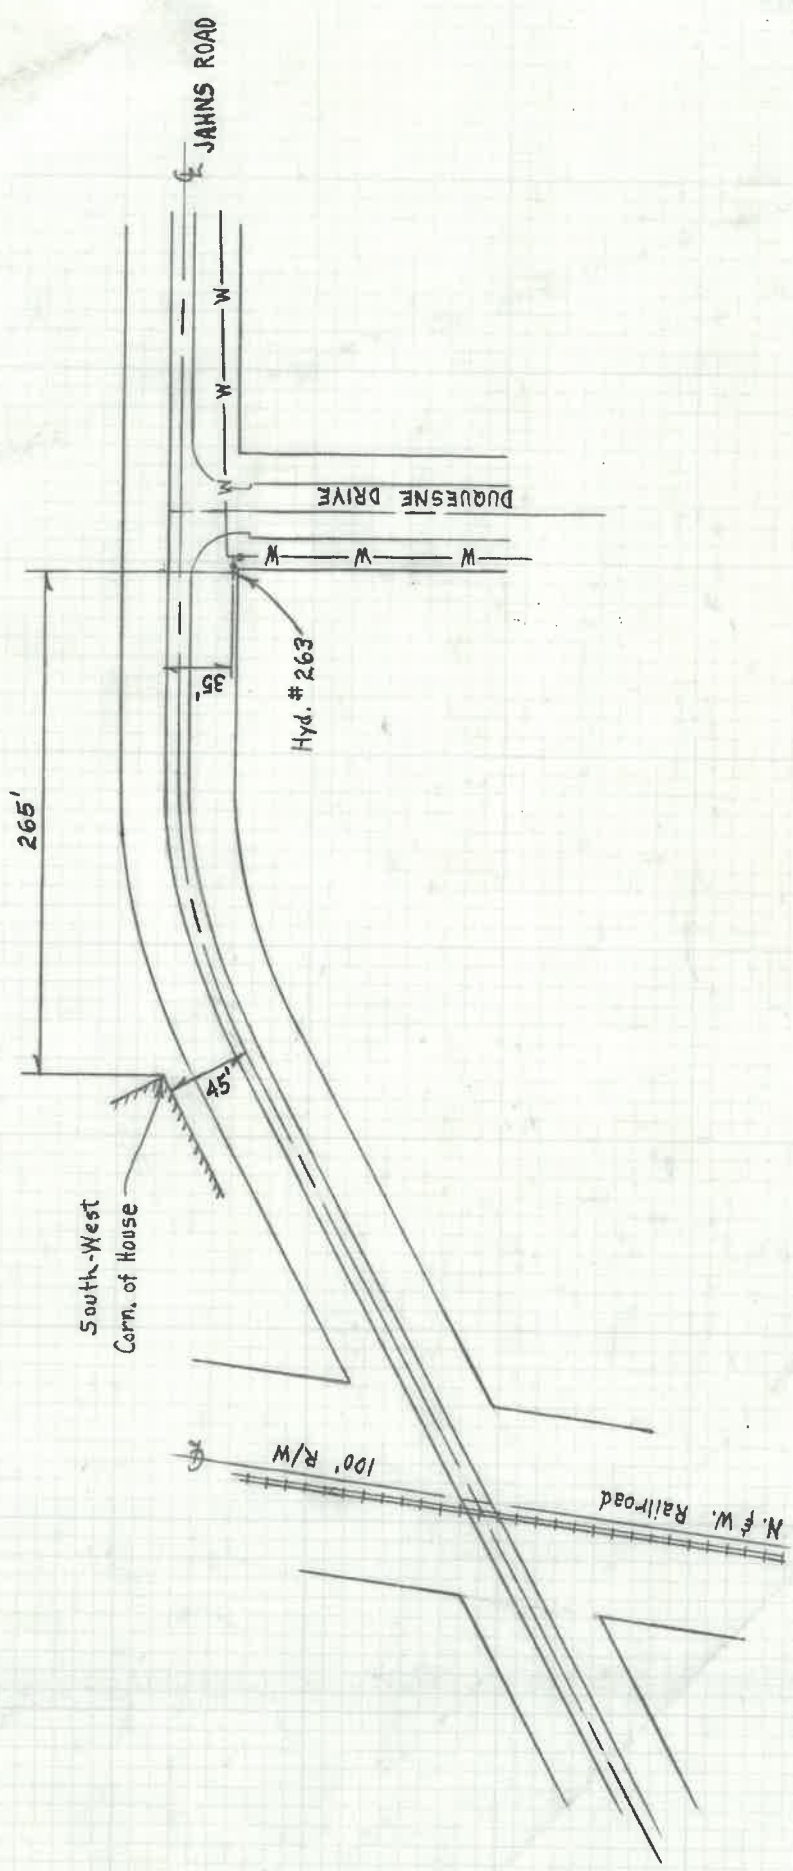 ℄ JAHNS ROAD
W
W
W
DUQUESNE DRIVE
W
W
W
265'
35'
Hyd. #263
45'
South-West
Corn. of House
℄
100' R/W
N. & W. Railroad